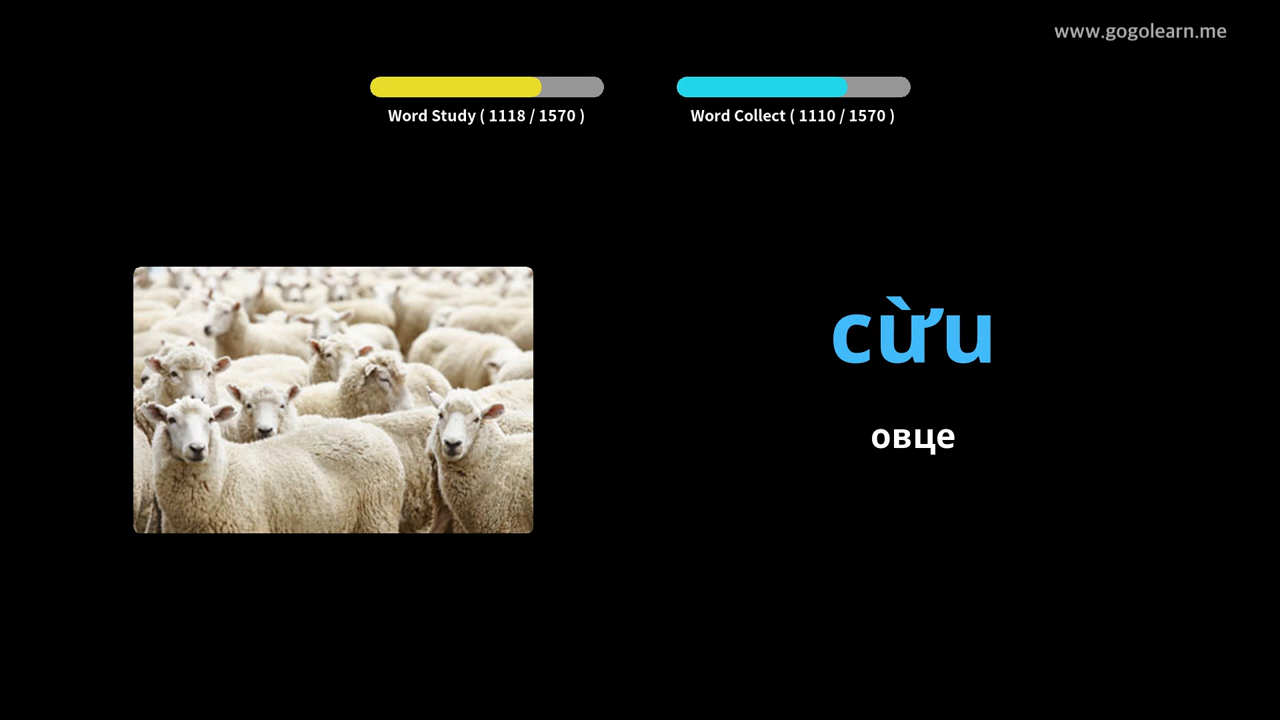 www.gogolearn.me
Word Study ( 1118 / 1570 )
Word Collect ( 1110 / 1570 )
cừu
овце